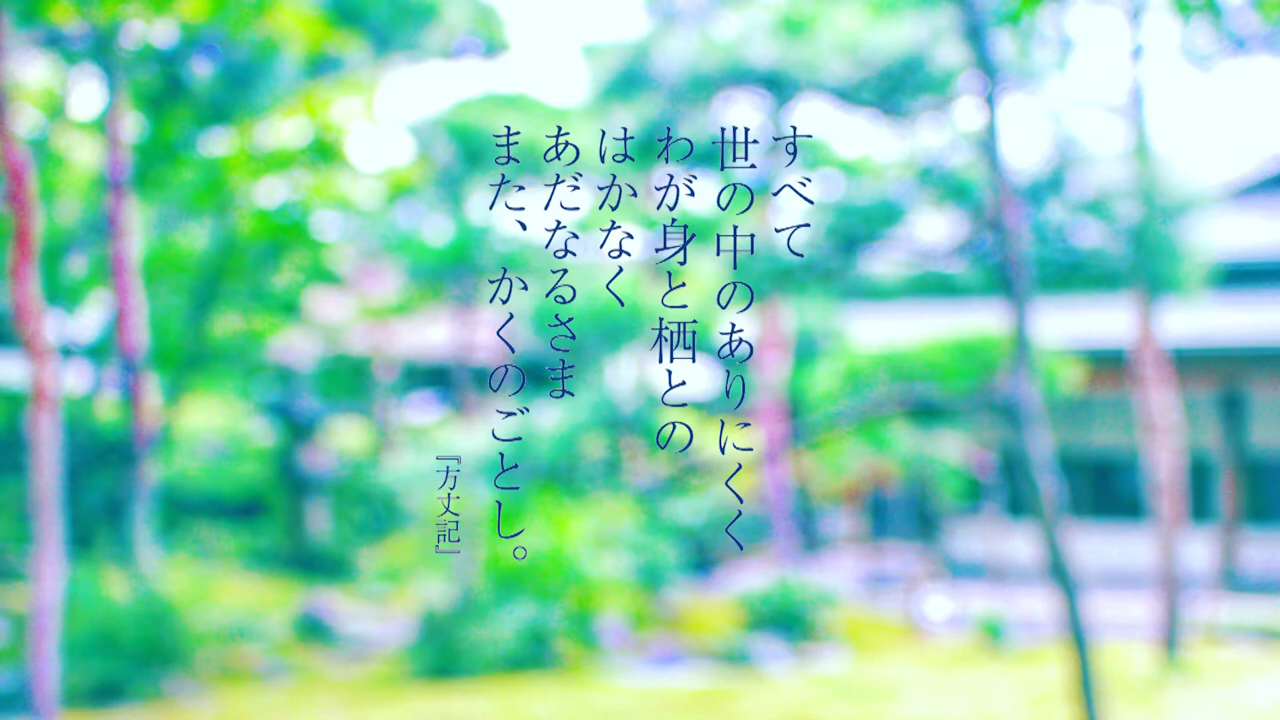 すべて
世の中のありにくく
わが身と栖との
はかなく
あだなるさま
また、かくのごとし。
『方丈記』